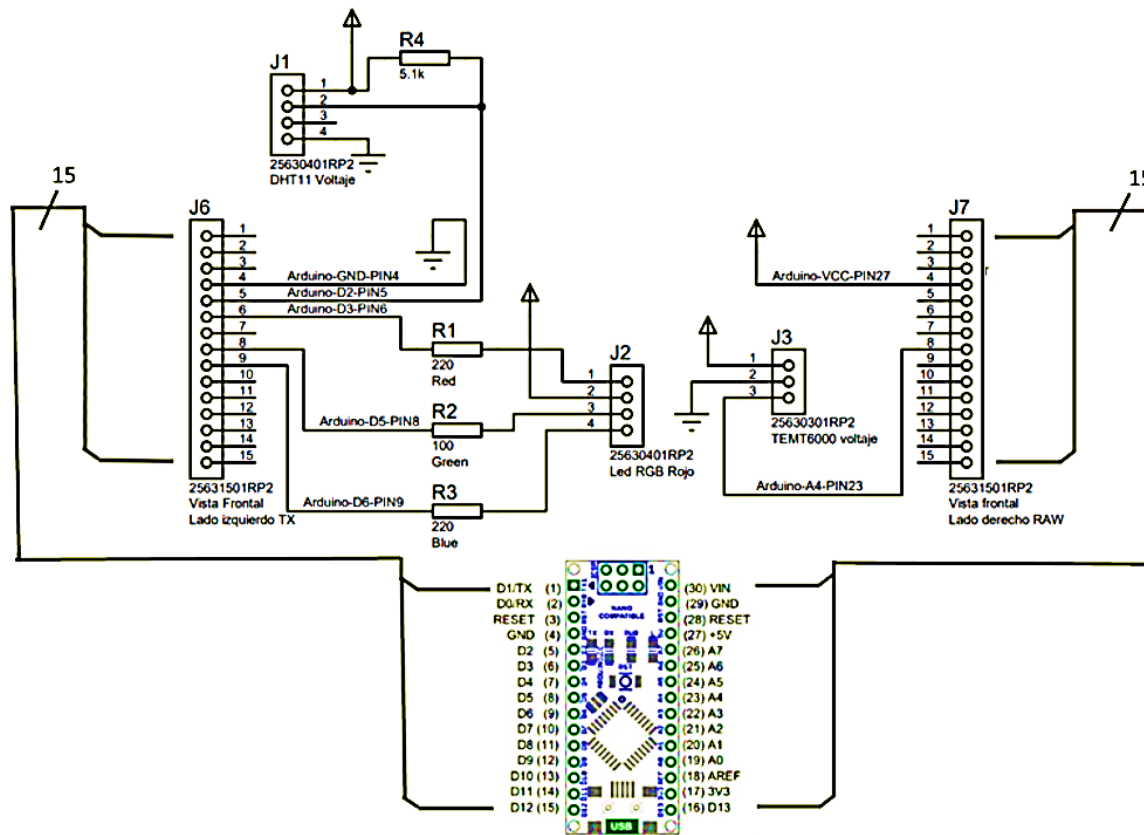 R4
5.1k
J1
1
2
3
4
25630401RP2
DHT11 Voltaje
15
J6
1
2
3
4
5
6
7
8
9
10
11
12
13
14
15
Arduino-GND-PIN4
Arduino-D2-PIN5
Arduino-D3-PIN6
Arduino-D5-PIN8
Arduino-D6-PIN9
25631501RP2
Vista Frontal
Lado izquierdo TX
R1
220
Red
R2
100
Green
R3
220
Blue
J2
1
2
3
4
25630401RP2
Led RGB Rojo
J3
1
2
3
25630301RP2
TEMT6000 voltaje
Arduino-VCC-PIN27
Arduino-A4-PIN23
15
J7
1
2
3
4
5
6
7
8
9
10
11
12
13
14
15
r
25631501RP2
Vista frontal
Lado derecho RAW
D1/TX (1)
D0/RX (2)
RESET (3)
GND (4)
D2 (5)
D3 (6)
D4 (7)
D5 (8)
D6 (9)
D7 (10)
D8 (11)
D9 (12)
D10 (13)
D11 (14)
D12 (15)
1
NANO
COMPATIBLE
USB
(30) VIN
(29) GND
(28) RESET
(27) +5V
(26) A7
(25) A6
(24) A5
(23) A4
(22) A3
(21) A2
(20) A1
(19) A0
(18) AREF
(17) 3V3
(16) D13